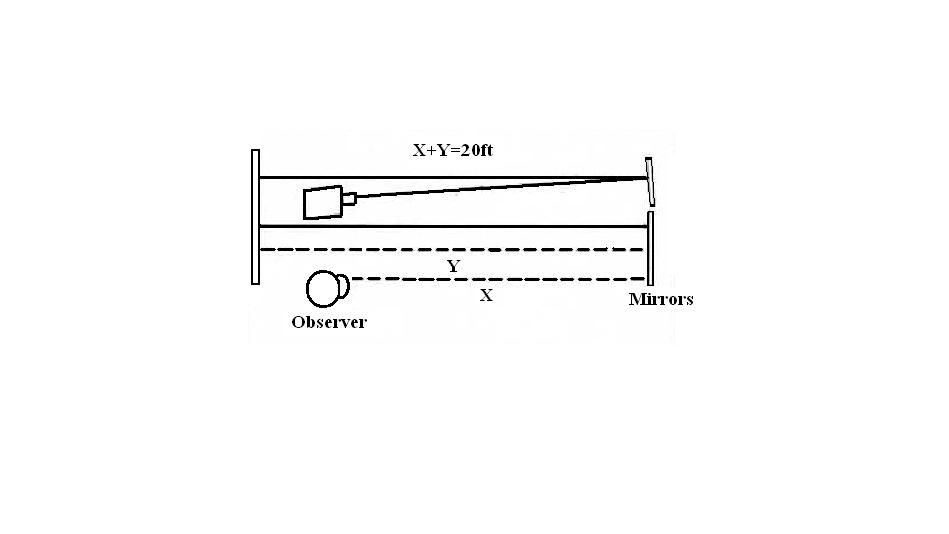 X+Y=20ft
Y
X
Mirrors
Observer